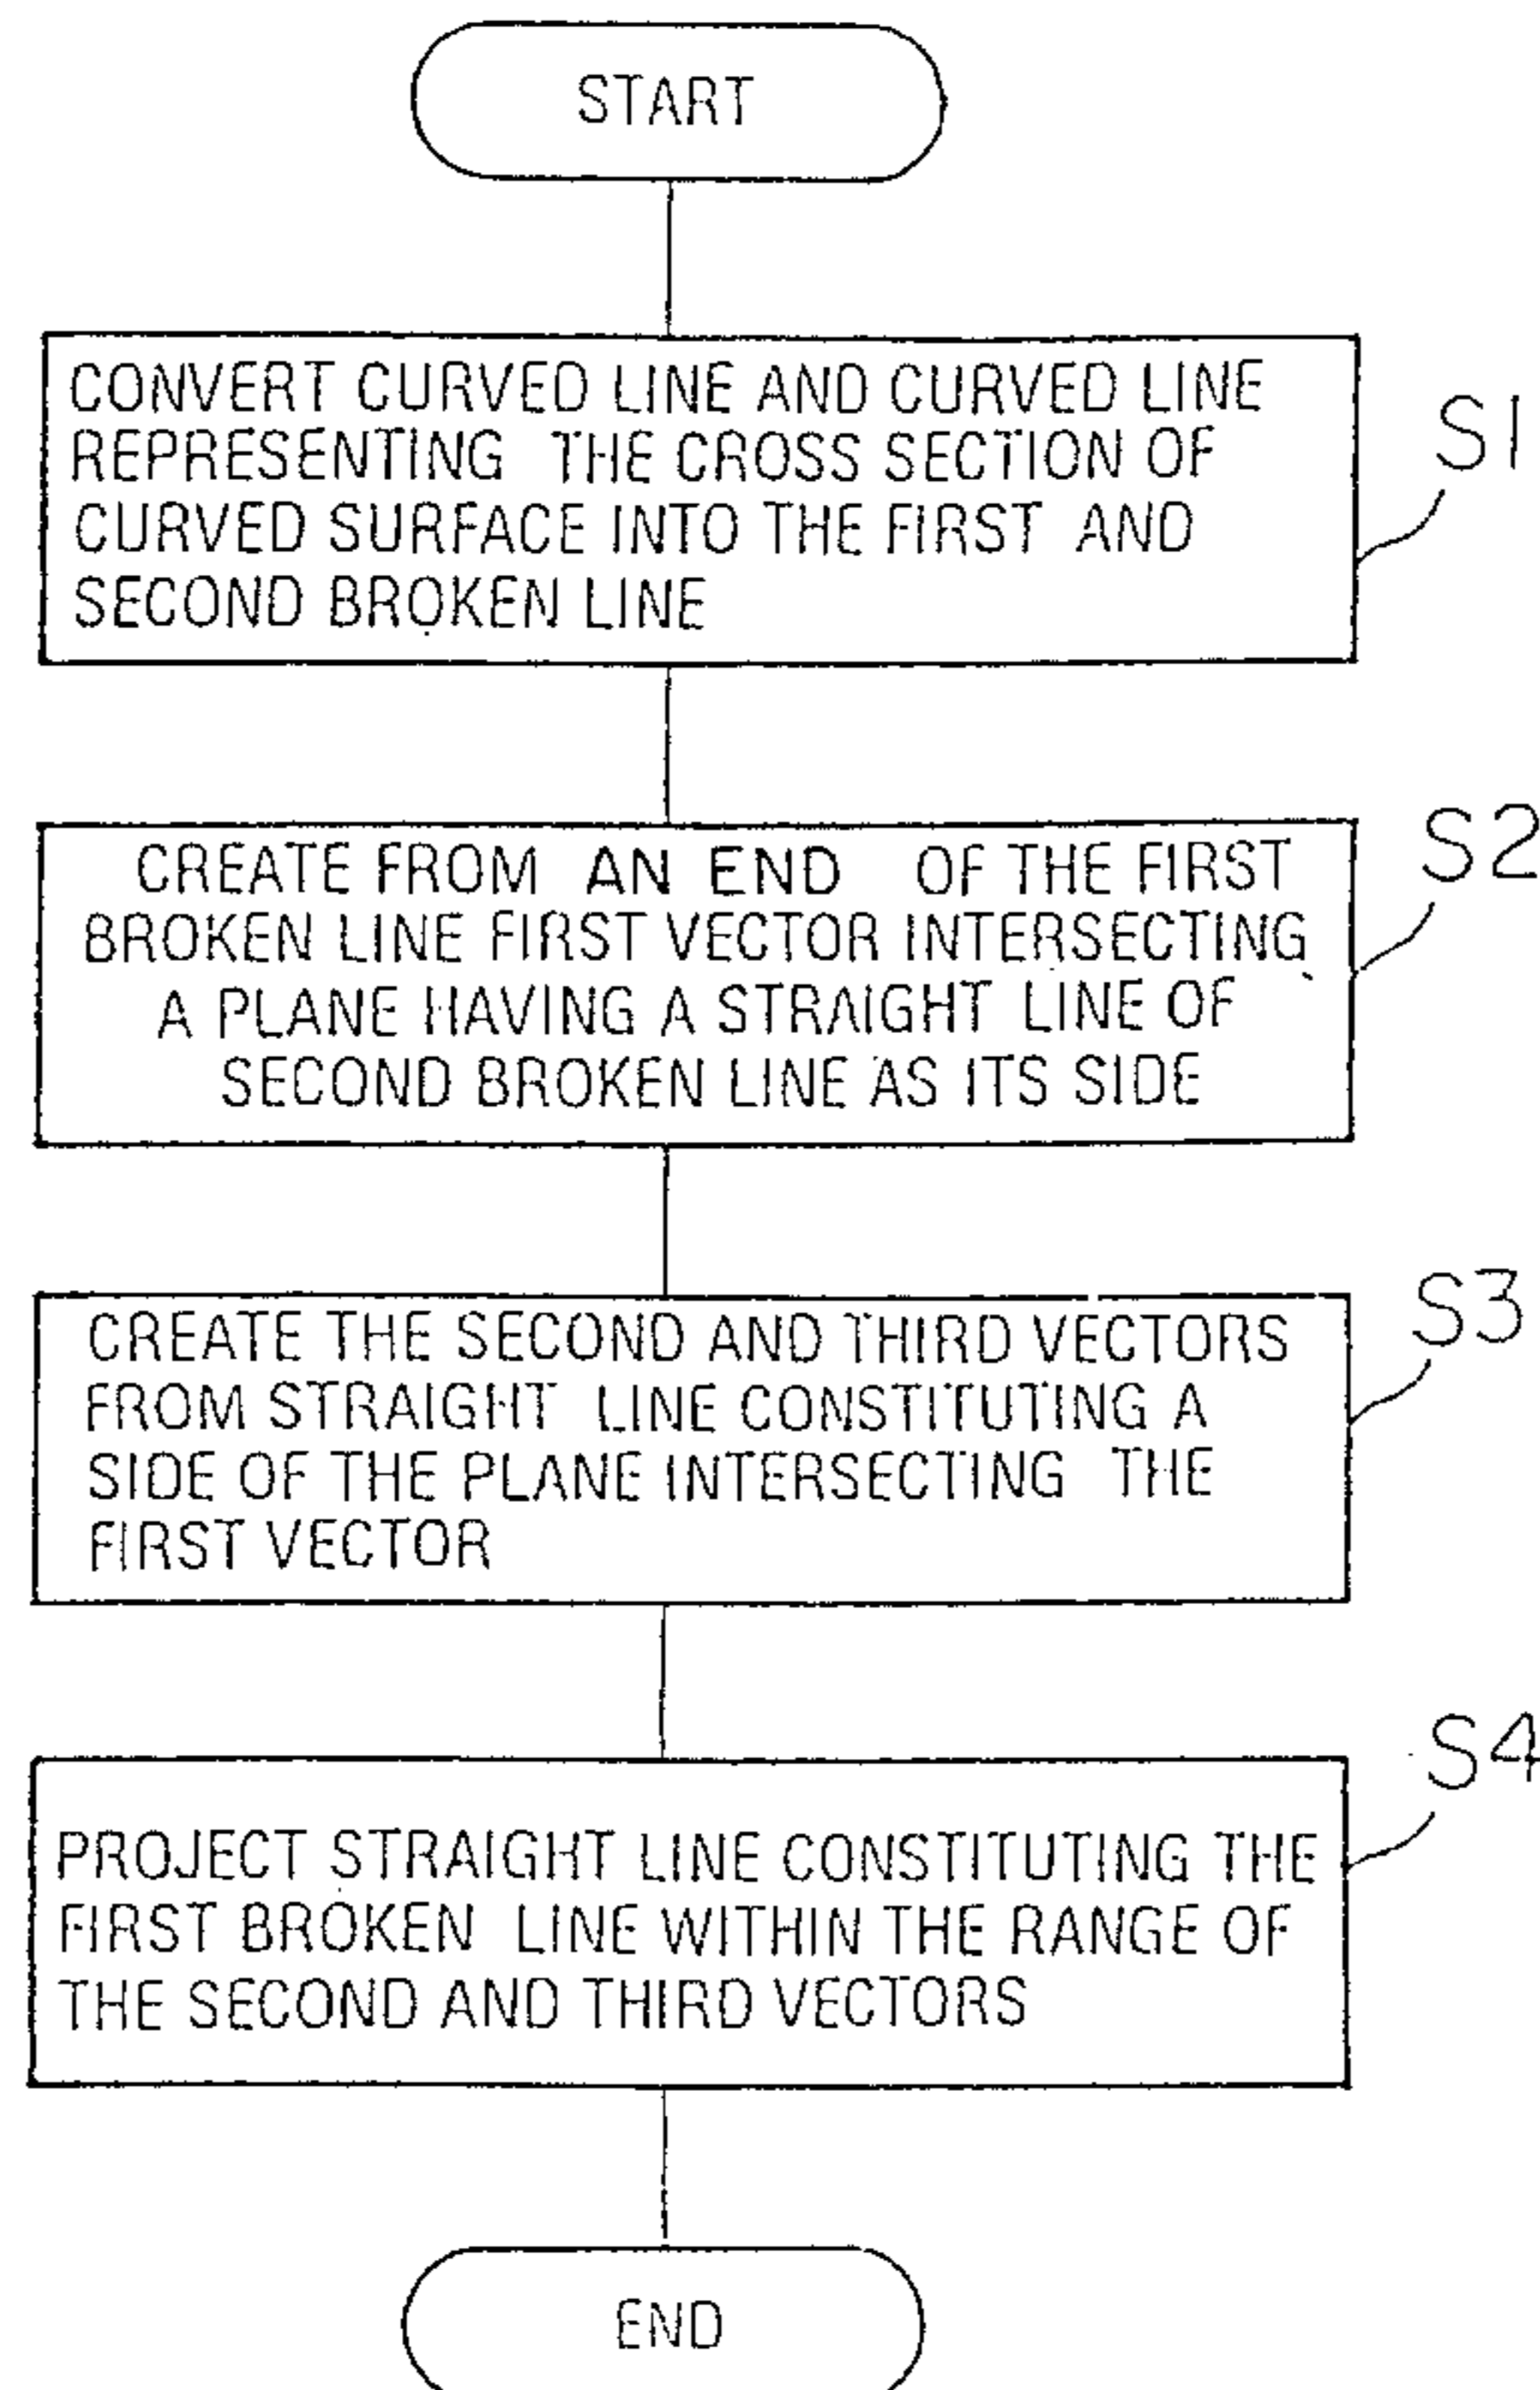 START
CONVERT CURVED LINE AND CURVED LINE
REPRESENTING THE CROSS SECTION OF
CURVED SURFACE INTO THE FIRST AND
SECOND BROKEN LINE
S1
CREATE FROM AN END OF THE FIRST
BROKEN LINE FIRST VECTOR INTERSECTING
A PLANE HAVING A STRAIGHT LINE OF
SECOND BROKEN LINE AS ITS SIDE
S2
CREATE THE SECOND AND THIRD VECTORS
FROM STRAIGHT LINE CONSTITUTING A
SIDE OF THE PLANE INTERSECTING THE
FIRST VECTOR
S3
PROJECT STRAIGHT LINE CONSTITUTING THE
FIRST BROKEN LINE WITHIN THE RANGE OF
THE SECOND AND THIRD VECTORS
S4
END